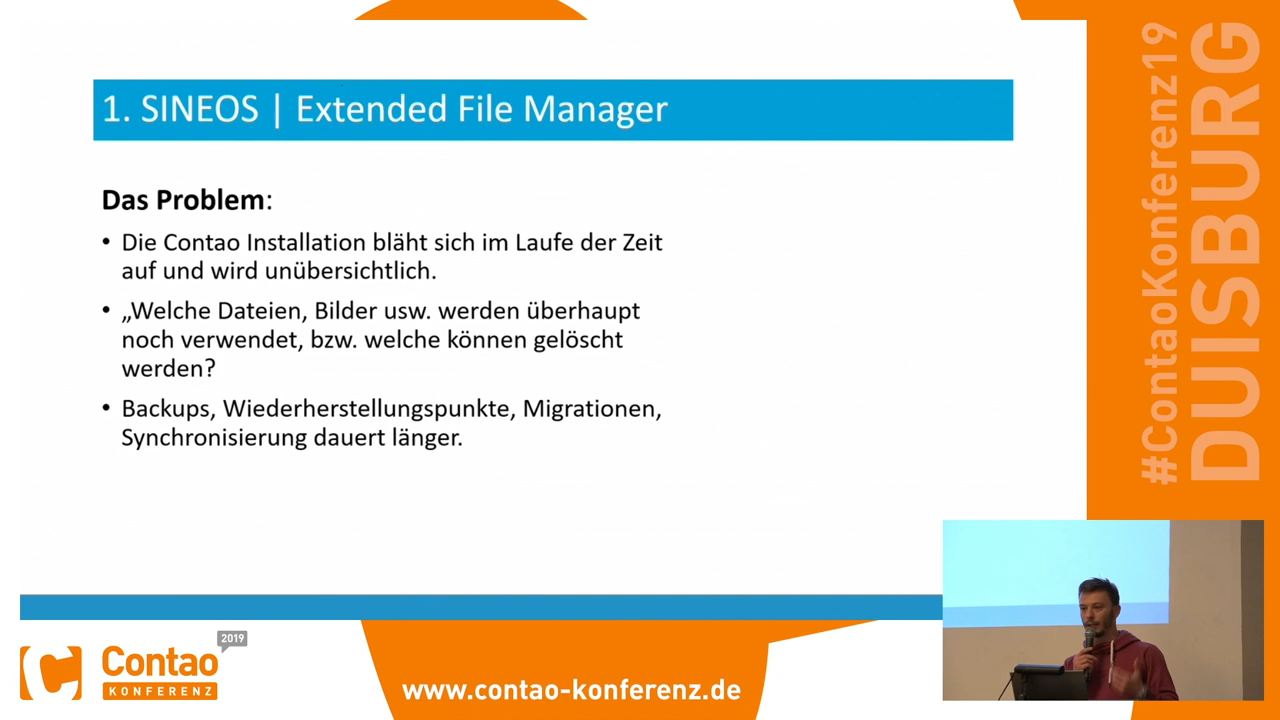 1. SINEOS | Extended File Manager
Das Problem:
• Die Contao Installation bläht sich im Laufe der Zeit
auf und wird unübersichtlich.
• „Welche Dateien, Bilder usw. werden überhaupt
noch verwendet, bzw. welche können gelöscht
werden?
• Backups, Wiederherstellungspunkte, Migrationen,
Synchronisierung dauert länger.
#ContaoKonferenz19
DUISBURG
2019
Contao
KONFERENZ
www.contao-konferenz.de